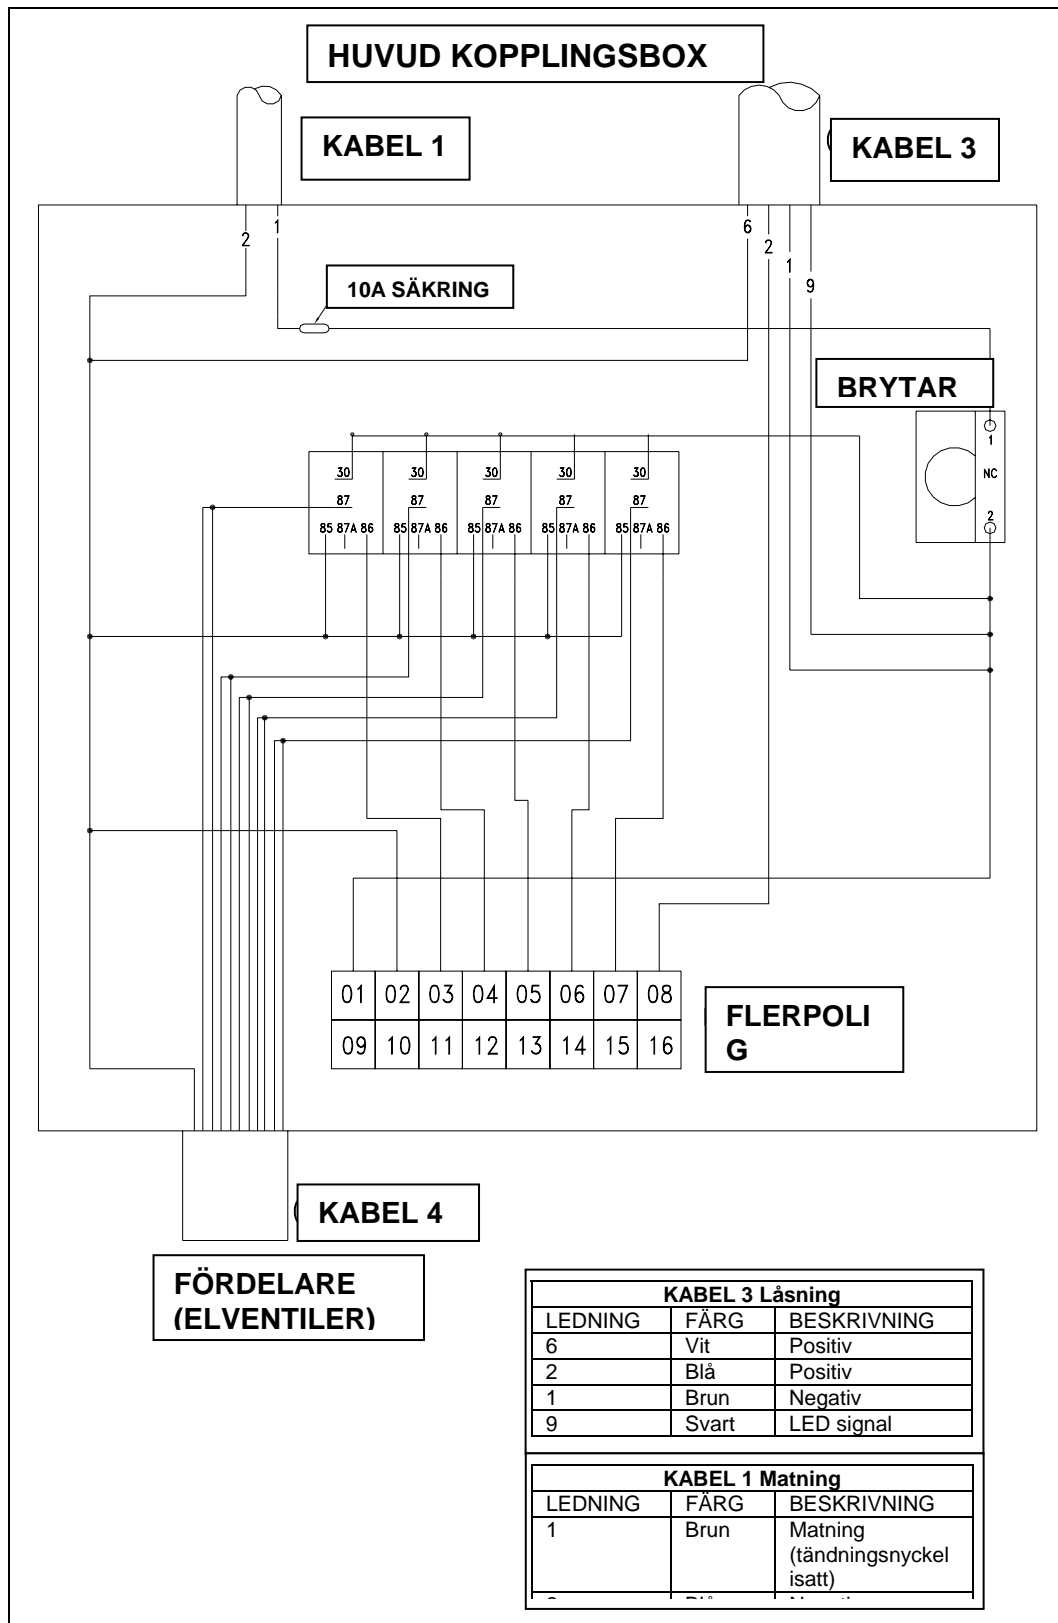 HUVUD KOPPLINGSBOX
KABEL 1
KABEL 3
2
1
6
2
1
9
10A SÄKRING
BRYTAR
1
NC
2
30 30 30 30 30
87 87 87 87 87
85 87A 86 85 87A 86 85 87A 86 85 87A 86 85 87A 86
01 02 03 04 05 06 07 08
09 10 11 12 13 14 15 16
FLERPOLI
G
KABEL 4
FÖRDELARE
(ELVENTILER)
KABEL 3 Låsning
LEDNING FÄRG BESKRIVNING
6 Vit Positiv
2 Blå Positiv
1 Brun Negativ
9 Svart LED signal
KABEL 1 Matning
LEDNING FÄRG BESKRIVNING
1 Brun Matning
(tändningsnyckel
isatt)